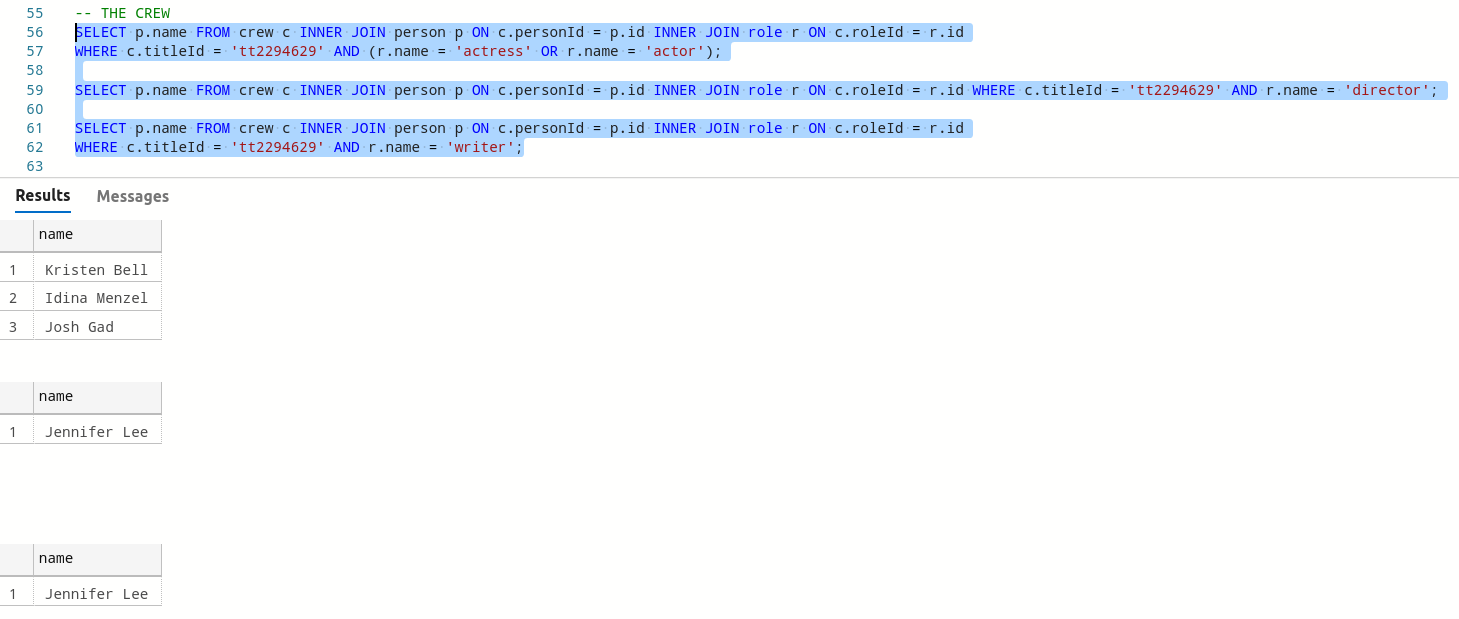 55 -- THE CREW
56 SELECT p.name FROM crew c INNER JOIN person p ON c.personId = p.id INNER JOIN role r ON c.roleId = r.id
57 WHERE c.titleId = 'tt2294629' AND (r.name = 'actress' OR r.name = 'actor');
58
59 SELECT p.name FROM crew c INNER JOIN person p ON c.personId = p.id INNER JOIN role r ON c.roleId = r.id WHERE c.titleId = 'tt2294629' AND r.name = 'director';
60
61 SELECT p.name FROM crew c INNER JOIN person p ON c.personId = p.id INNER JOIN role r ON c.roleId = r.id
62 WHERE c.titleId = 'tt2294629' AND r.name = 'writer';
63
Results Messages
name
1 Kristen Bell
2 Idina Menzel
3 Josh Gad
name
1 Jennifer Lee
name
1 Jennifer Lee